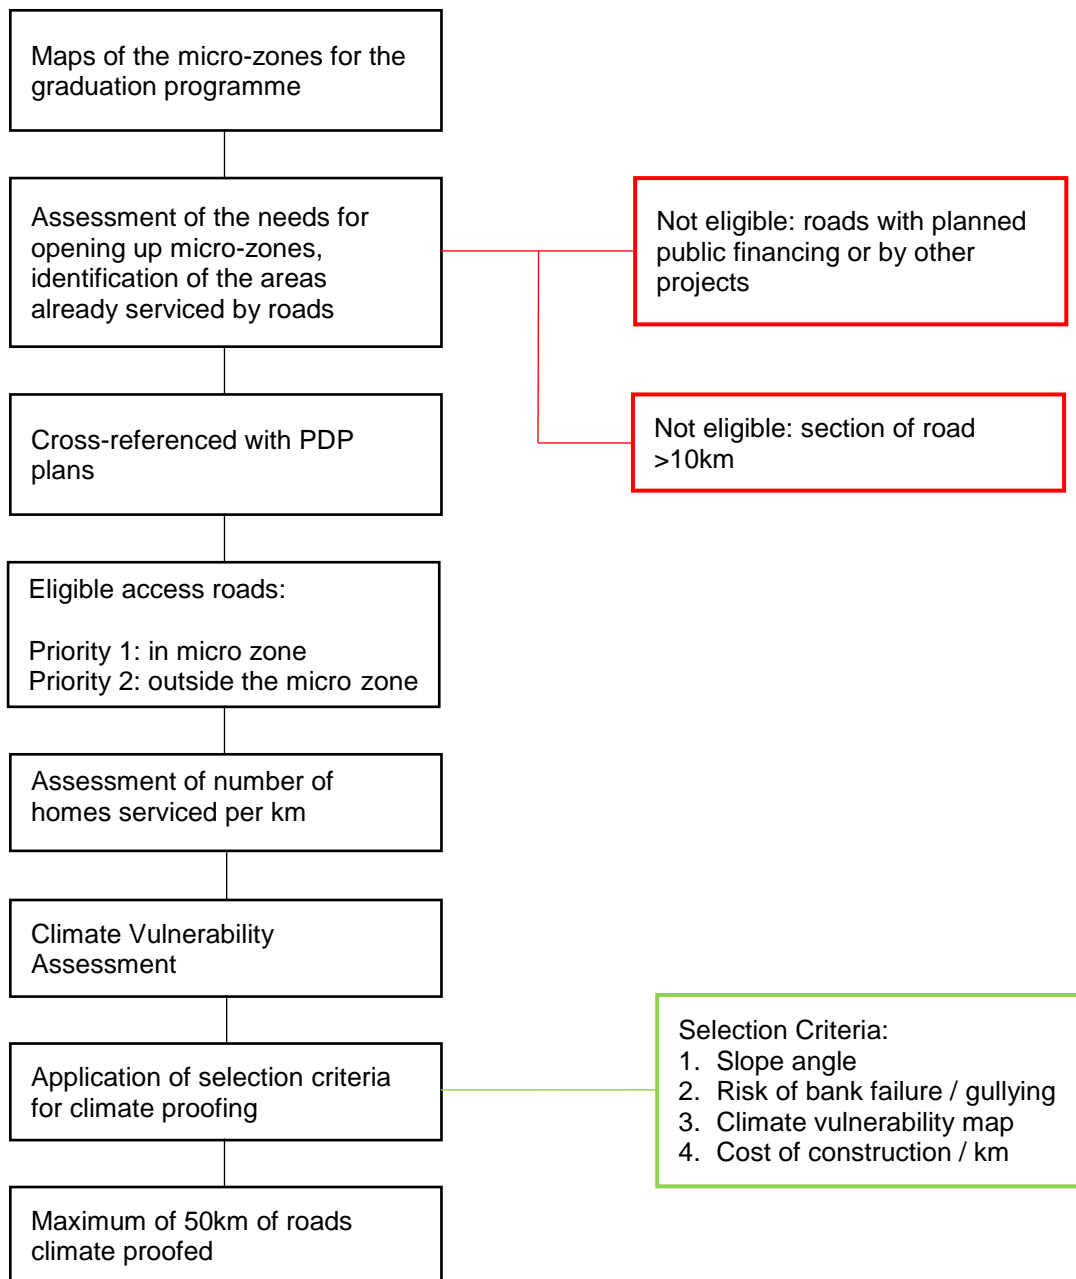 Maps of the micro-zones for the
graduation programme
Assessment of the needs for
opening up micro-zones,
identification of the areas
already serviced by roads
Not eligible: roads with planned
public financing or by other
projects
Cross-referenced with PDP
plans
Not eligible: section of road
>10km
Eligible access roads:
Priority 1: in micro zone
Priority 2: outside the micro zone
Assessment of number of
homes serviced per km
Climate Vulnerability
Assessment
Application of selection criteria
for climate proofing
Selection Criteria:
1. Slope angle
2. Risk of bank failure / gullying
3. Climate vulnerability map
4. Cost of construction / km
Maximum of 50km of roads
climate proofed